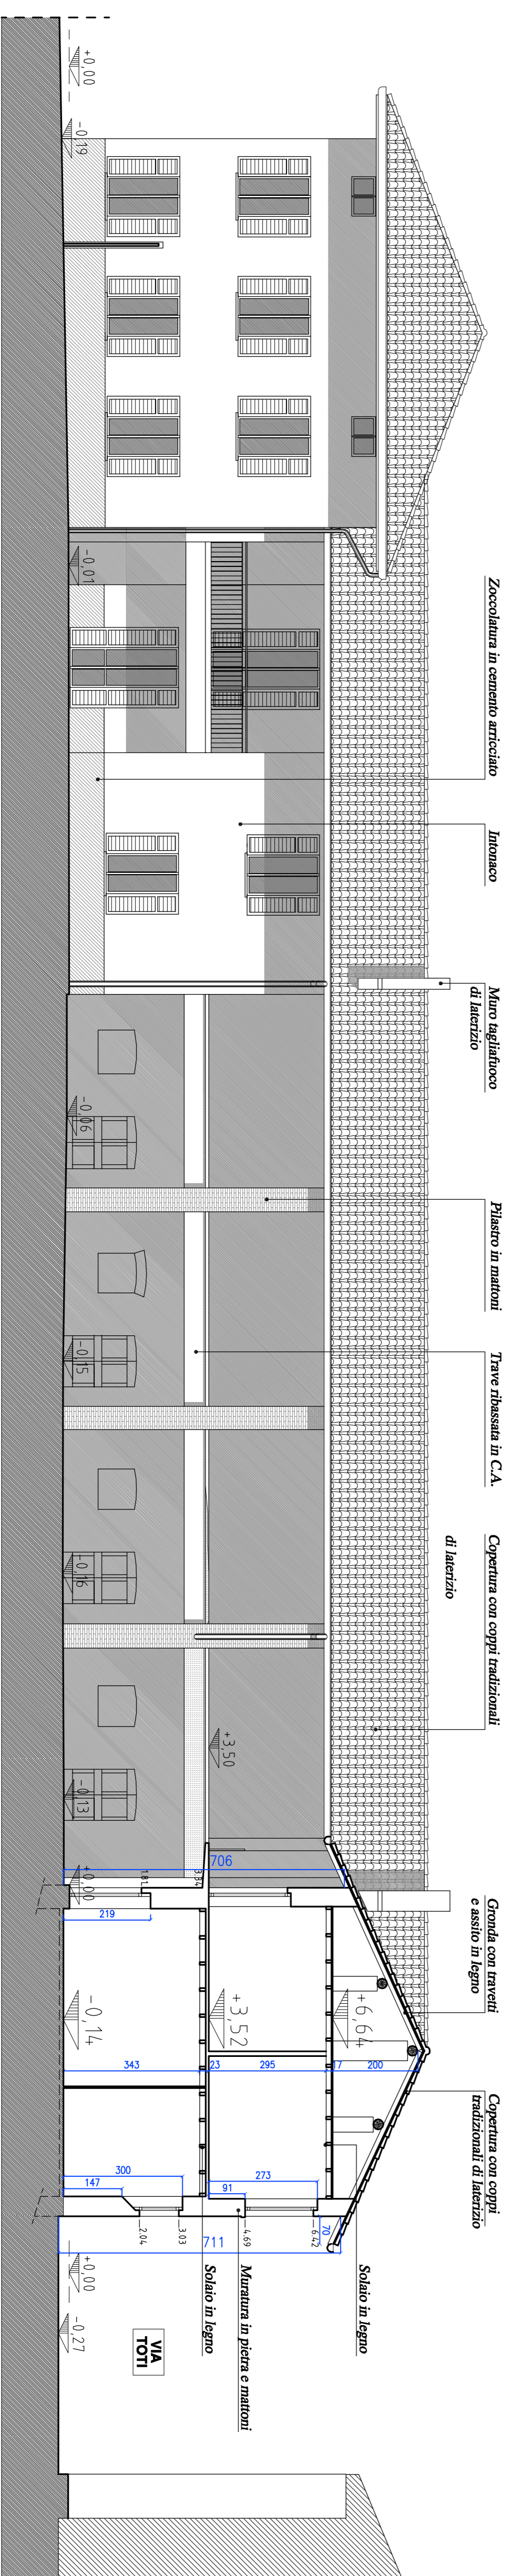 Zoccolatura in cemento arricciato
Intonaco
Muro tagliafuoco
di laterizio
Pilastro in mattoni
Trave ribassata in C.A.
Copertura con coppi tradizionali
di laterizio
Gronda con travetti
e assito in legno
Copertura con coppi
tradizionali di laterizio
Solaio in legno
Muratura in pietra e mattoni
Solaio in legno
VIA
TOTI
+0,00
-0,19
-0,01
-0,06
-0,15
-0,16
+3,50
-0,13
+0,00
706
1.81
3.84
219
-0,14
+3,52
+6,64
343
23
295
17
200
300
147
273
91
2.04
3.03
4.69
6.42
70
711
+0,00
-0,27